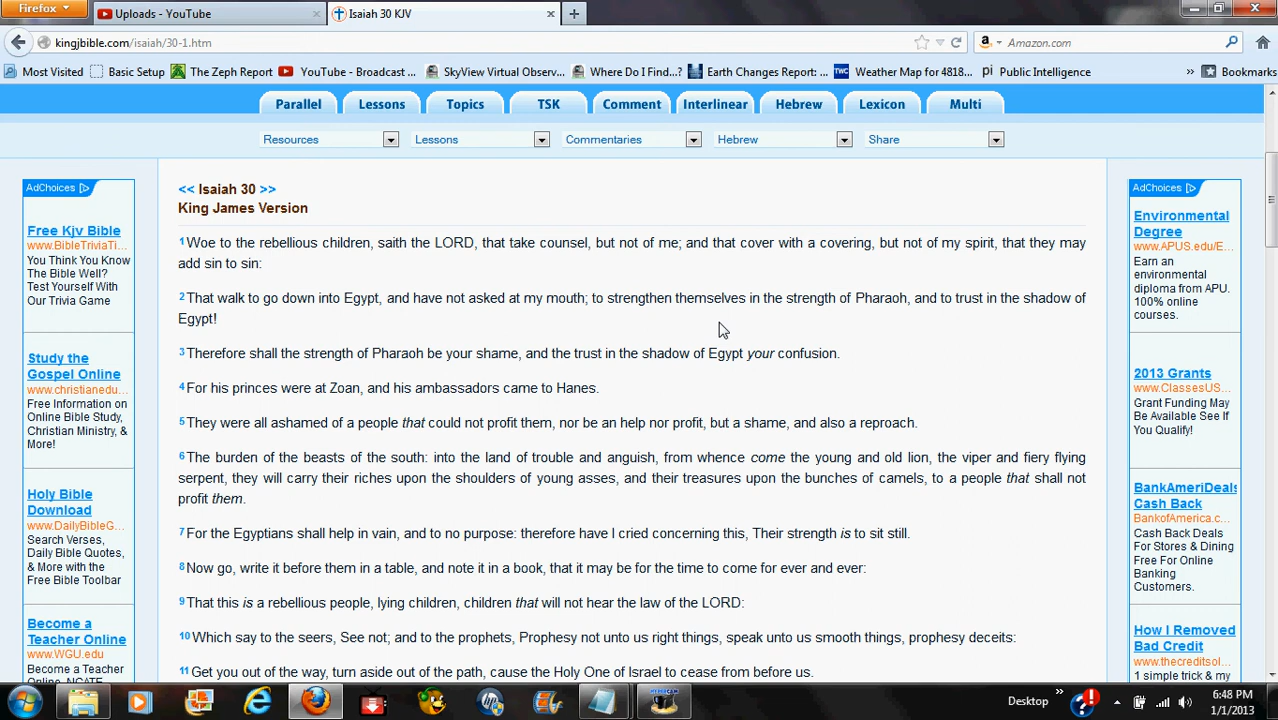 Firefox
Uploads - YouTube
Isaiah 30 KJV
kingjbible.com/isaiah/30-1.htm
Amazon.com
Most Visited
Basic Setup
The Zeph Report
YouTube - Broadcast ...
SkyView Virtual Observ...
Where Do I Find...?
Earth Changes Report: ...
TWC
Weather Map for 4818...
pi
Public Intelligence
»
Bookmarks
Parallel
Lessons
Topics
TSK
Comment
Interlinear
Hebrew
Lexicon
Multi
Resources
Lessons
Commentaries
Hebrew
Share
AdChoices
Free Kjv Bible
www.BibleTriviaTi...
You Think You Know
The Bible Well?
Test Yourself With
Our Trivia Game
Study the
Gospel Online
www.christianedu...
Free Information on
Online Bible Study,
Christian Ministry, &
More!
Holy Bible
Download
www.DailyBibleG...
Search Verses,
Daily Bible Quotes,
& More with the
Free Bible Toolbar
Become a
Teacher Online
www.WGU.edu
Become a Teacher
Online, NCATE
<< Isaiah 30 >>
King James Version
1Woe to the rebellious children, saith the LORD, that take counsel, but not of me; and that cover with a covering, but not of my spirit, that they may
add sin to sin:
2That walk to go down into Egypt, and have not asked at my mouth; to strengthen themselves in the strength of Pharaoh, and to trust in the shadow of
Egypt!
3Therefore shall the strength of Pharaoh be your shame, and the trust in the shadow of Egypt your confusion.
4For his princes were at Zoan, and his ambassadors came to Hanes.
5They were all ashamed of a people that could not profit them, nor be an help nor profit, but a shame, and also a reproach.
6The burden of the beasts of the south: into the land of trouble and anguish, from whence come the young and old lion, the viper and fiery flying
serpent, they will carry their riches upon the shoulders of young asses, and their treasures upon the bunches of camels, to a people that shall not
profit them.
7For the Egyptians shall help in vain, and to no purpose: therefore have I cried concerning this, Their strength is to sit still.
8Now go, write it before them in a table, and note it in a book, that it may be for the time to come for ever and ever:
9That this is a rebellious people, lying children, children that will not hear the law of the LORD:
10Which say to the seers, See not; and to the prophets, Prophesy not unto us right things, speak unto us smooth things, prophesy deceits:
11Get you out of the way, turn aside out of the path, cause the Holy One of Israel to cease from before us.
AdChoices
Environmental
Degree
www.APUS.edu/E...
Earn an
environmental
diploma from APU.
100% online
courses.
2013 Grants
www.ClassesUS...
Grant Funding May
Be Available See If
You Qualify!
BankAmeriDeals
Cash Back
BankofAmerica.c...
Cash Back Deals
For Stores & Dining
Free For Online
Banking
Customers.
How I Removed
Bad Credit
www.thecreditsol...
1 simple trick & my
Desktop
»
6:48 PM
1/1/2013